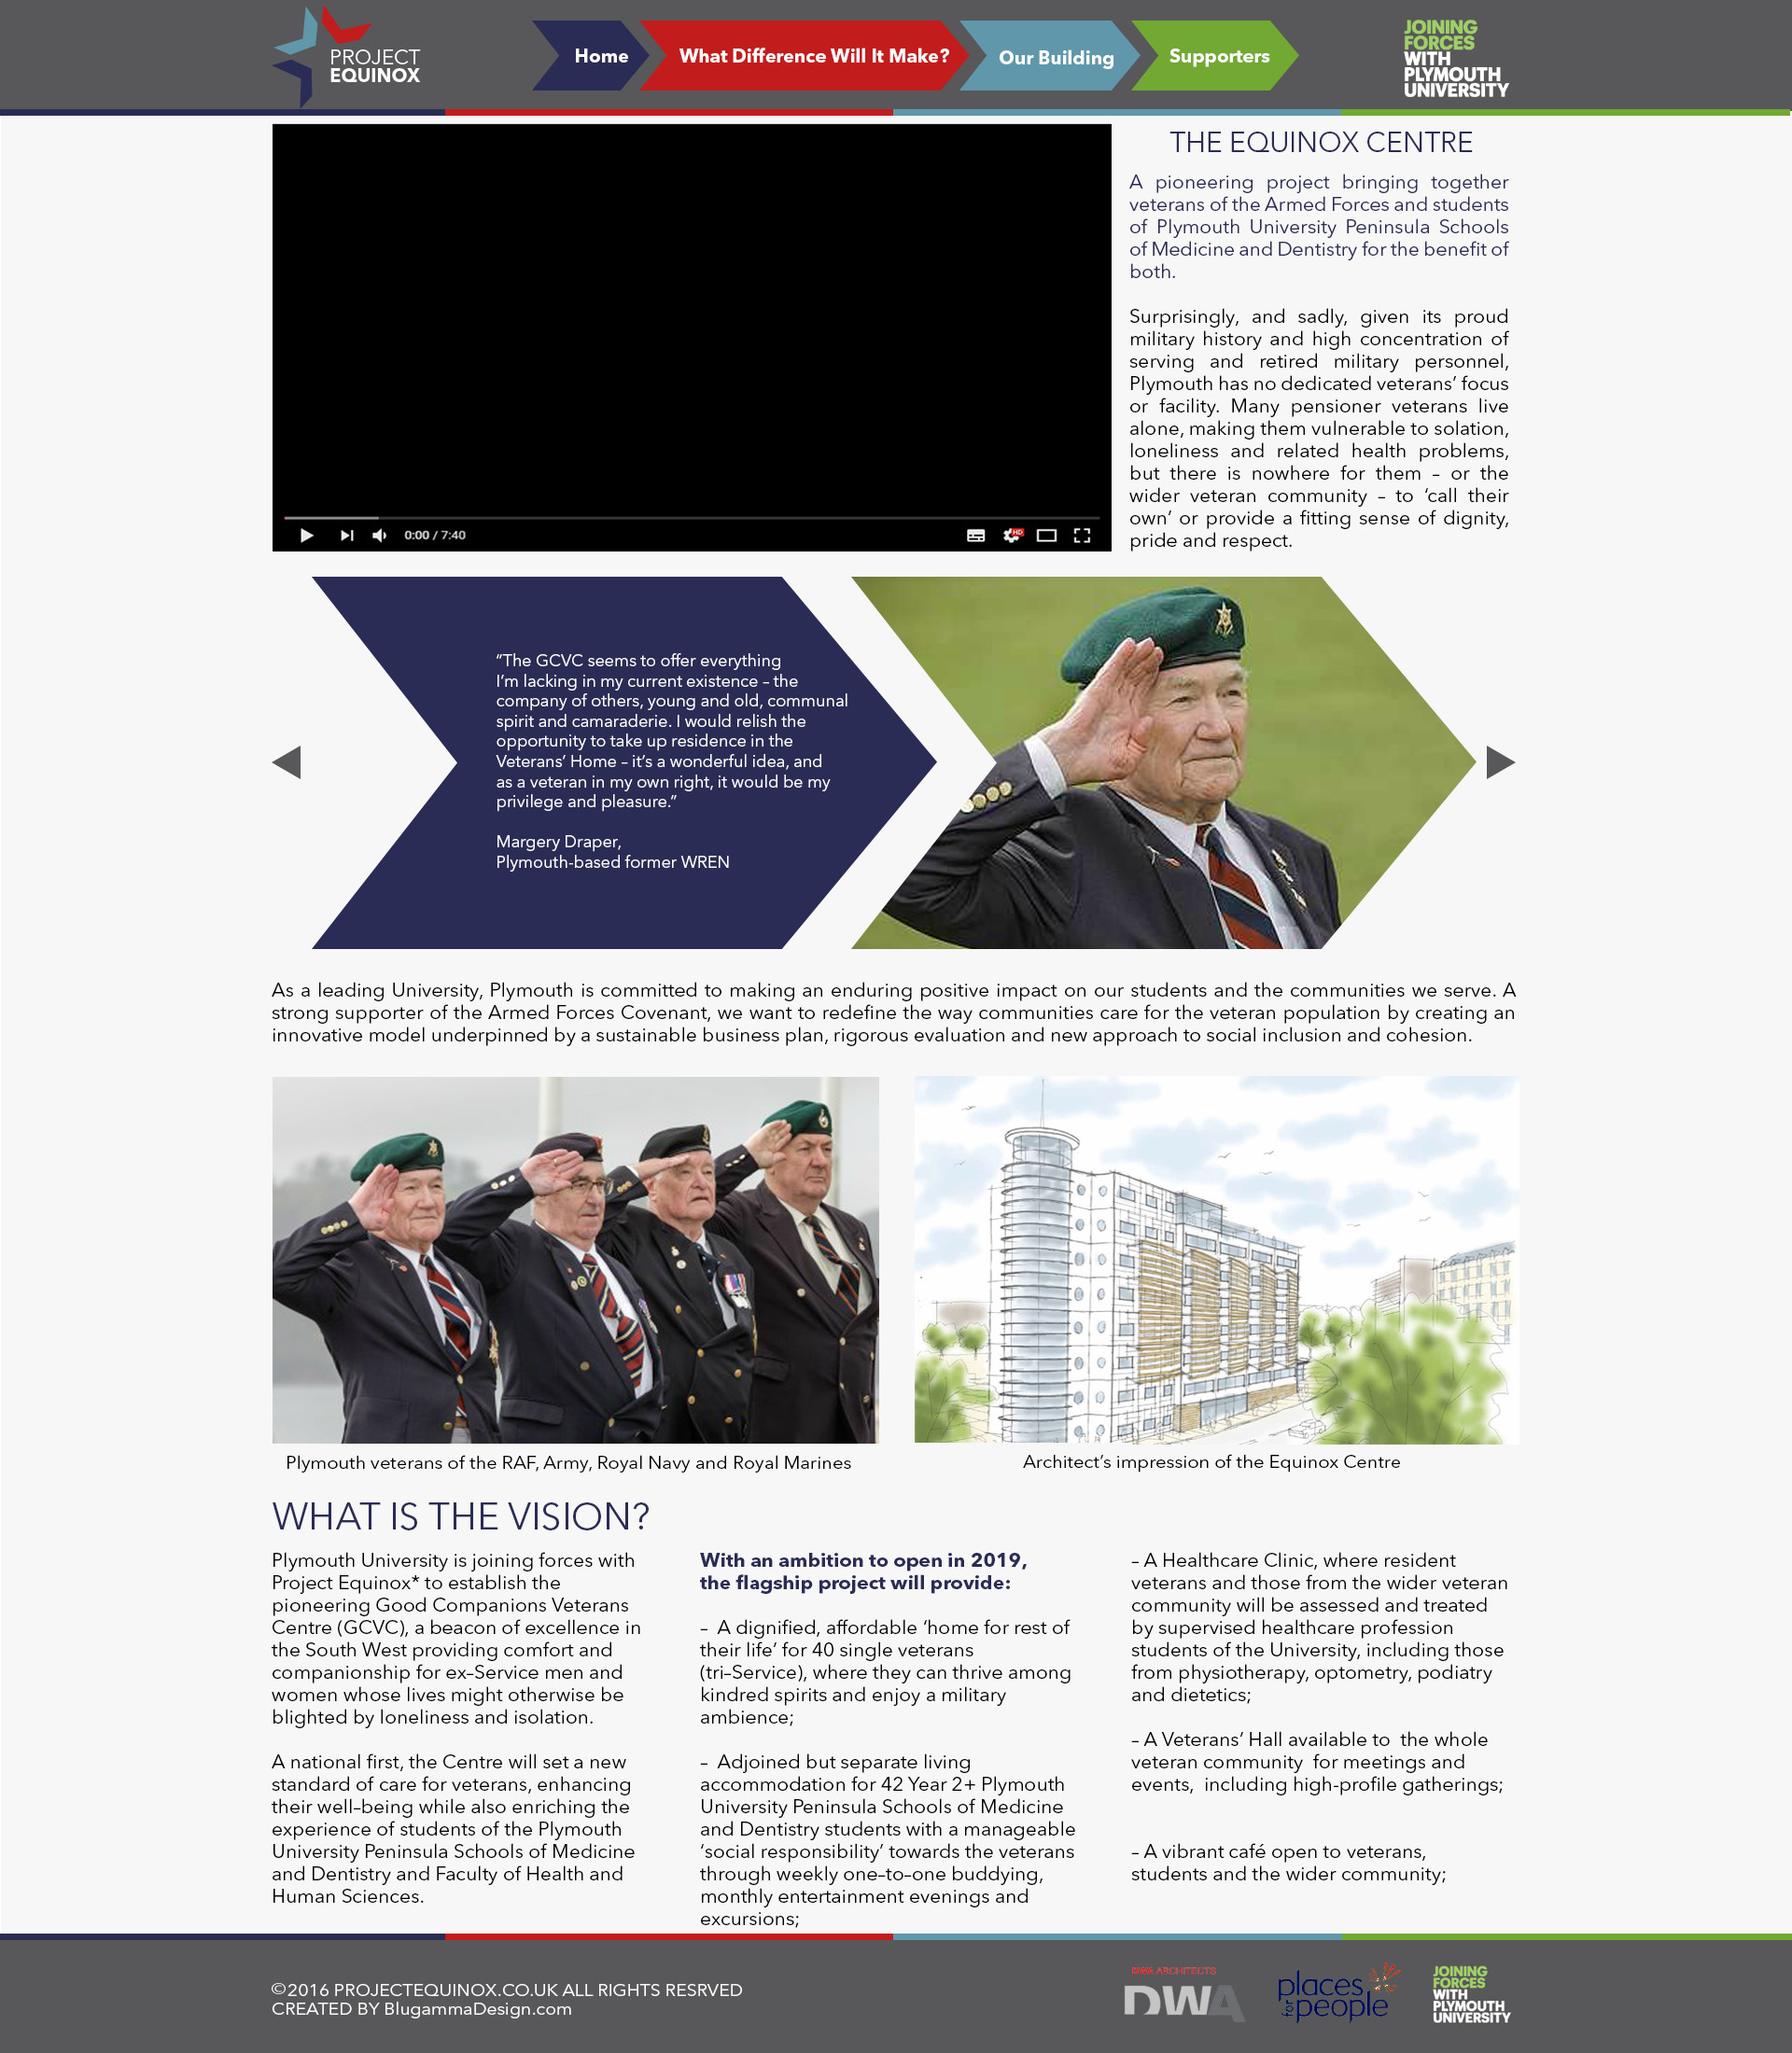 PROJECT
EQUINOX
Home
What Difference Will It Make?
Our Building
Supporters
JOINING
FORCES
WITH
PLYMOUTH
UNIVERSITY
THE EQUINOX CENTRE
A pioneering project bringing together
veterans of the Armed Forces and students
of Plymouth University Peninsula Schools
of Medicine and Dentistry for the benefit of
both.
Surprisingly, and sadly, given its proud
military history and high concentration of
serving and retired military personnel,
Plymouth has no dedicated veterans’ focus
or facility. Many pensioner veterans live
alone, making them vulnerable to solation,
loneliness and related health problems,
but there is nowhere for them – or the
wider veteran community – to ‘call their
own’ or provide a fitting sense of dignity,
pride and respect.
0:00 / 7:40
HD
“The GCVC seems to offer everything
I’m lacking in my current existence – the
company of others, young and old, communal
spirit and camaraderie. I would relish the
opportunity to take up residence in the
Veterans’ Home – it’s a wonderful idea, and
as a veteran in my own right, it would be my
privilege and pleasure.”
Margery Draper,
Plymouth-based former WREN
As a leading University, Plymouth is committed to making an enduring positive impact on our students and the communities we serve. A
strong supporter of the Armed Forces Covenant, we want to redefine the way communities care for the veteran population by creating an
innovative model underpinned by a sustainable business plan, rigorous evaluation and new approach to social inclusion and cohesion.
Plymouth veterans of the RAF, Army, Royal Navy and Royal Marines
Architect’s impression of the Equinox Centre
WHAT IS THE VISION?
Plymouth University is joining forces with
Project Equinox* to establish the
pioneering Good Companions Veterans
Centre (GCVC), a beacon of excellence in
the South West providing comfort and
companionship for ex–Service men and
women whose lives might otherwise be
blighted by loneliness and isolation.
A national first, the Centre will set a new
standard of care for veterans, enhancing
their well–being while also enriching the
experience of students of the Plymouth
University Peninsula Schools of Medicine
and Dentistry and Faculty of Health and
Human Sciences.
With an ambition to open in 2019,
the flagship project will provide:
– A dignified, affordable ‘home for rest of
their life’ for 40 single veterans
(tri–Service), where they can thrive among
kindred spirits and enjoy a military
ambience;
– Adjoined but separate living
accommodation for 42 Year 2+ Plymouth
University Peninsula Schools of Medicine
and Dentistry students with a manageable
‘social responsibility’ towards the veterans
through weekly one–to–one buddying,
monthly entertainment evenings and
excursions;
– A Healthcare Clinic, where resident
veterans and those from the wider veteran
community will be assessed and treated
by supervised healthcare profession
students of the University, including those
from physiotherapy, optometry, podiatry
and dietetics;
– A Veterans’ Hall available to the whole
veteran community for meetings and
events, including high-profile gatherings;
– A vibrant café open to veterans,
students and the wider community;
©2016 PROJECTEQUINOX.CO.UK ALL RIGHTS RESRVED
CREATED BY BlugammaDesign.com
DWA ARCHITECTS
DWA
places
for people
JOINING
FORCES
WITH
PLYMOUTH
UNIVERSITY